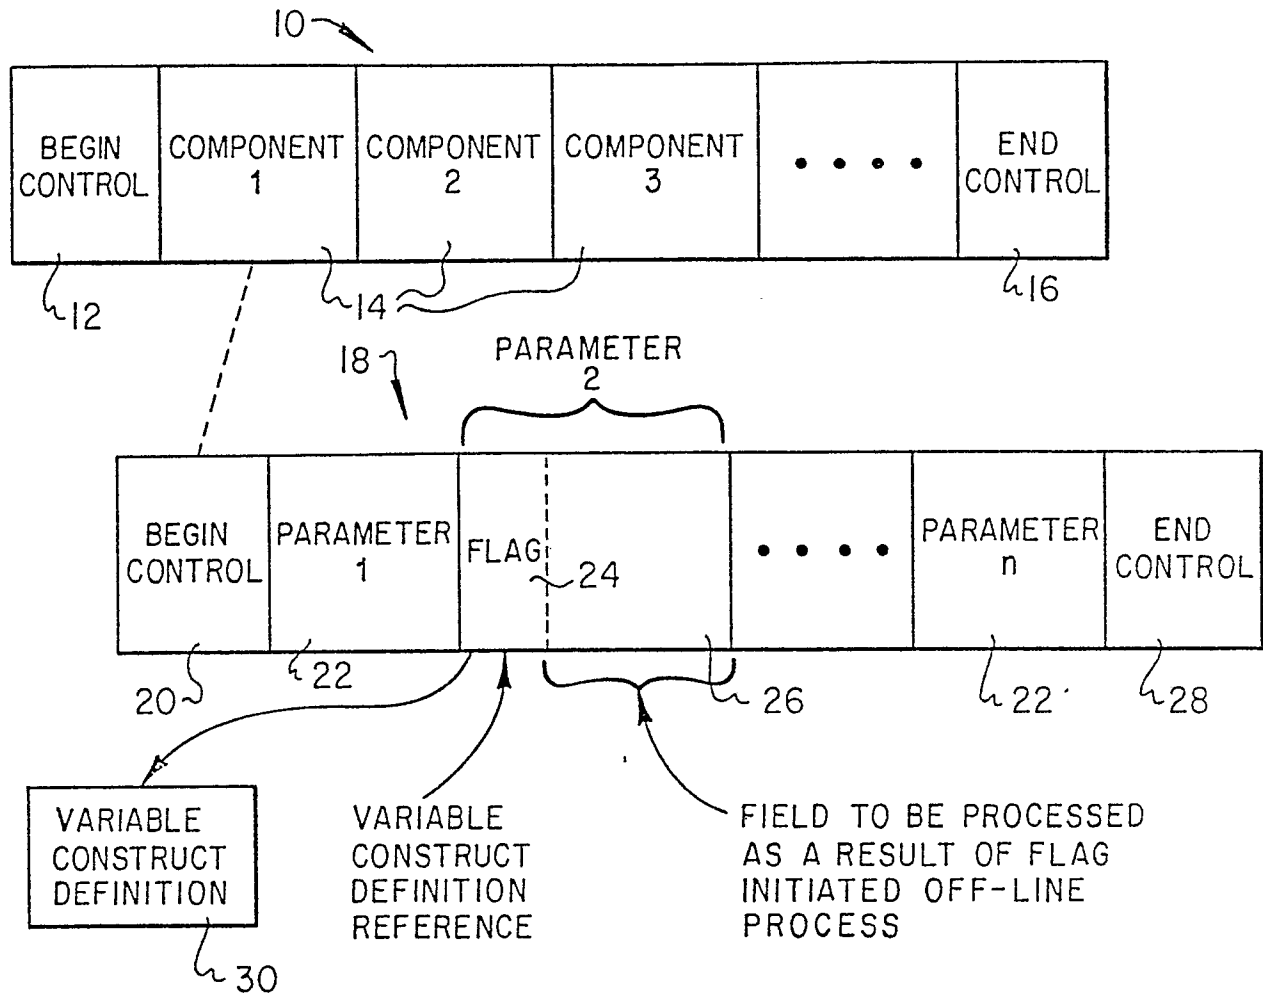 10
BEGIN
CONTROL
COMPONENT
1
COMPONENT
2
COMPONENT
3
• • • •
END
CONTROL
12
14
16
18
PARAMETER
2
BEGIN
CONTROL
PARAMETER
1
FLAG
24
• • • •
PARAMETER
n
END
CONTROL
20
22
26
22
28
VARIABLE
CONSTRUCT
DEFINITION
30
VARIABLE
CONSTRUCT
DEFINITION
REFERENCE
FIELD TO BE PROCESSED
AS A RESULT OF FLAG
INITIATED OFF-LINE
PROCESS